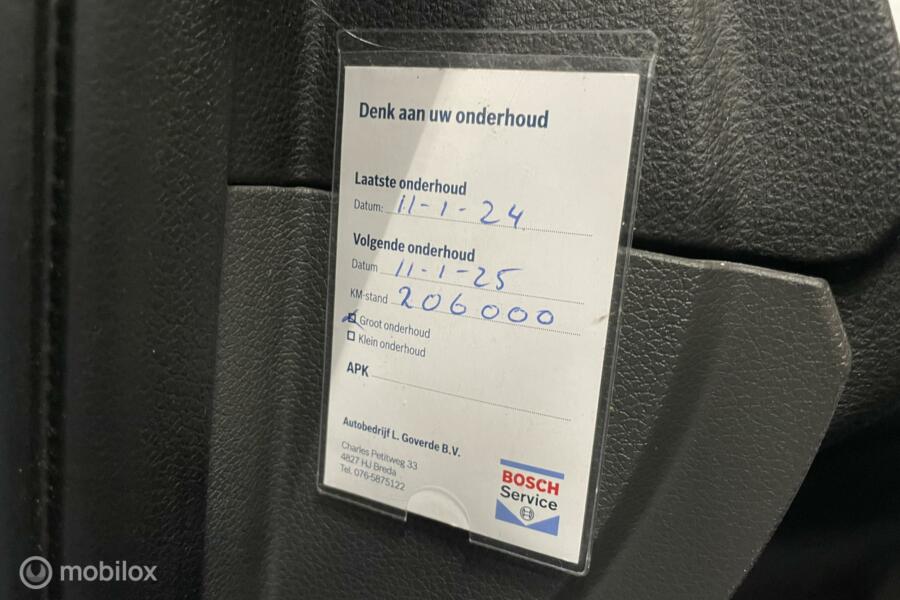 Denk aan uw onderhoud
Laatste onderhoud
Datum: 11-1-24
Volgende onderhoud
Datum 11-1-25
KM-stand 206000
Groot onderhoud
Klein onderhoud
APK
Autobedrijf L. Goverde B.V.
Charles Petitweg 33
4827 HJ Breda
Tel. 076-5875122
BOSCH
Service
mobilox